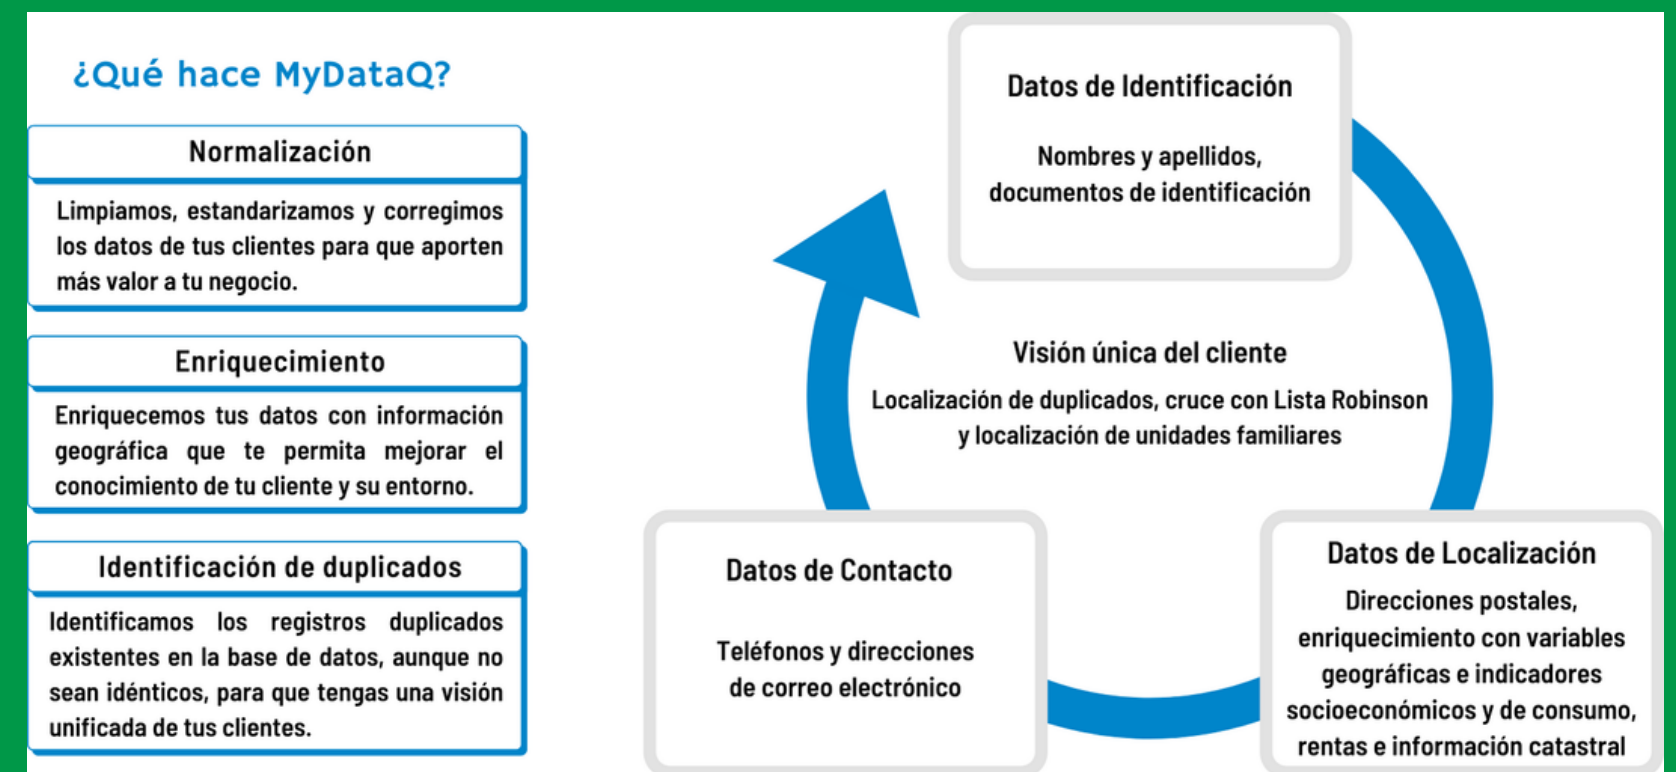 ¿Qué hace MyDataQ?
Normalización
Limpiamos, estandarizamos y corregimos
los datos de tus clientes para que aporten
más valor a tu negocio.
Enriquecimiento
Enriquecemos tus datos con información
geográfica que te permita mejorar el
conocimiento de tu cliente y su entorno.
Identificación de duplicados
Identificamos los registros duplicados
existentes en la base de datos, aunque no
sean idénticos, para que tengas una visión
unificada de tus clientes.
Datos de Identificación
Nombres y apellidos,
documentos de identificación
Visión única del cliente
Localización de duplicados, cruce con Lista Robinson
y localización de unidades familiares
Datos de Contacto
Teléfonos y direcciones
de correo electrónico
Datos de Localización
Direcciones postales,
enriquecimiento con variables
geográficas e indicadores
socioeconómicos y de consumo,
rentas e información catastral